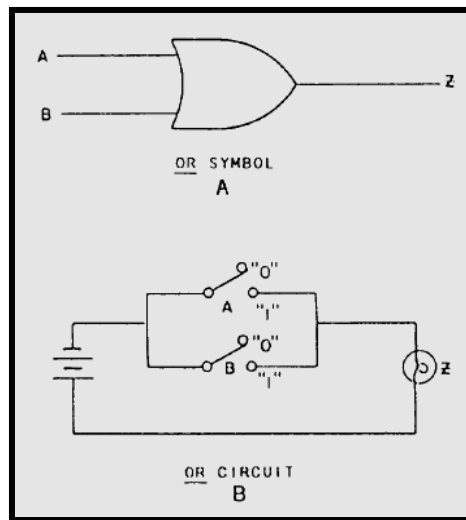 A
Z
B
OR SYMBOL
A
"0"
A
"1"
"0"
B
"1"
Z
OR CIRCUIT
B